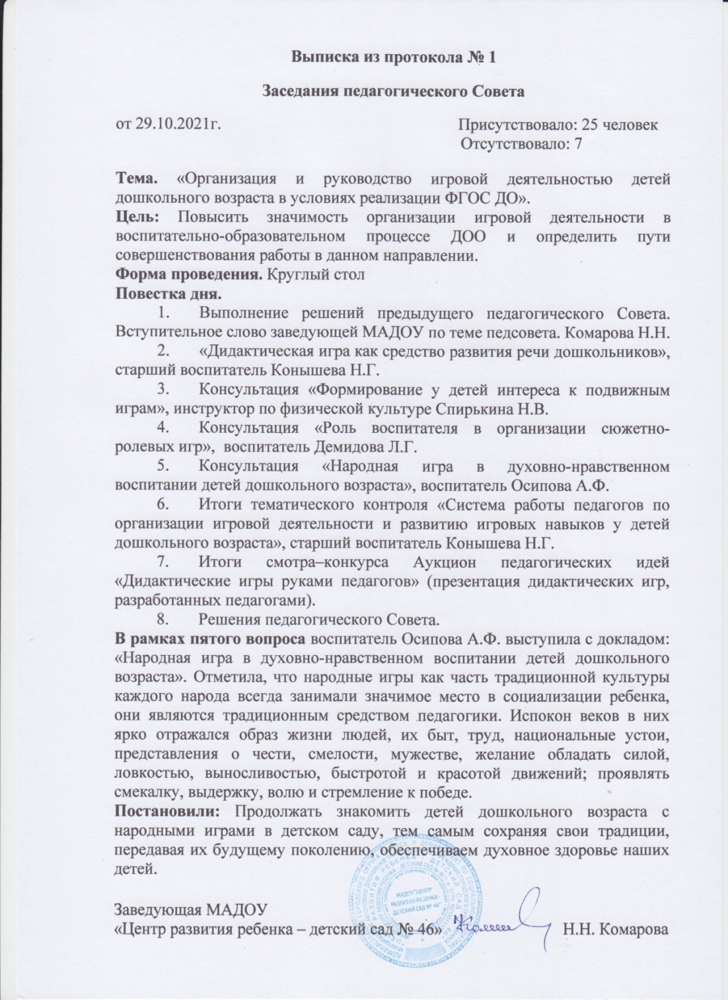 Выписка из протокола № 1
Заседания педагогического Совета
от 29.10.2021г. Присутствовало: 25 человек
Отсутствовало: 7
Тема. «Организация и руководство игровой деятельностью детей
дошкольного возраста в условиях реализации ФГОС ДО».
Цель: Повысить значимость организации игровой деятельности в
воспитательно-образовательном процессе ДОО и определить пути
совершенствования работы в данном направлении.
Форма проведения. Круглый стол
Повестка дня.
1. Выполнение решений предыдущего педагогического Совета.
Вступительное слово заведующей МАДОУ по теме педсовета. Комарова Н.Н.
2. «Дидактическая игра как средство развития речи дошкольников»,
старший воспитатель Конышева Н.Г.
3. Консультация «Формирование у детей интереса к подвижным
играм», инструктор по физической культуре Спирькина Н.В.
4. Консультация «Роль воспитателя в организации сюжетно-
ролевых игр», воспитатель Демидова Л.Г.
5. Консультация «Народная игра в духовно-нравственном
воспитании детей дошкольного возраста», воспитатель Осипова А.Ф.
6. Итоги тематического контроля «Система работы педагогов по
организации игровой деятельности и развитию игровых навыков у детей
дошкольного возраста», старший воспитатель Конышева Н.Г.
7. Итоги смотра–конкурса Аукцион педагогических идей
«Дидактические игры руками педагогов» (презентация дидактических игр,
разработанных педагогами).
8. Решения педагогического Совета.
В рамках пятого вопроса воспитатель Осипова А.Ф. выступила с докладом:
«Народная игра в духовно-нравственном воспитании детей дошкольного
возраста». Отметила, что народные игры как часть традиционной культуры
каждого народа всегда занимали значимое место в социализации ребенка,
они являются традиционным средством педагогики. Испокон веков в них
ярко отражался образ жизни людей, их быт, труд, национальные устои,
представления о чести, смелости, мужестве, желание обладать силой,
ловкостью, выносливостью, быстротой и красотой движений; проявлять
смекалку, выдержку, волю и стремление к победе.
Постановили: Продолжать знакомить детей дошкольного возраста с
народными играми в детском саду, тем самым сохраняя свои традиции,
передавая их будущему поколению, обеспечиваем духовное здоровье наших
детей.
Заведующая МАДОУ
«Центр развития ребенка – детский сад № 46» Н.Н. Комарова
МАДОУ "ЦЕНТР
РАЗВИТИЯ РЕБЕНКА -
ДЕТСКИЙ САД № 46"